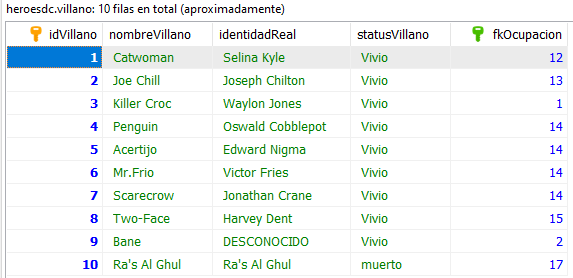 heroesdc.villano: 10 filas en total (aproximadamente)
idVillano nombreVillano identidadReal statusVillano fkOcupacion
1 Catwoman Selina Kyle Vivio 12
2 Joe Chill Joseph Chilton Vivio 13
3 Killer Croc Waylon Jones Vivio 1
4 Penguin Oswald Cobblepot Vivio 14
5 Acertijo Edward Nigma Vivio 14
6 Mr.Frio Victor Fries Vivio 14
7 Scarecrow Jonathan Crane Vivio 14
8 Two-Face Harvey Dent Vivio 15
9 Bane DESCONOCIDO Vivio 2
10 Ra's Al Ghul Ra's Al Ghul muerto 17